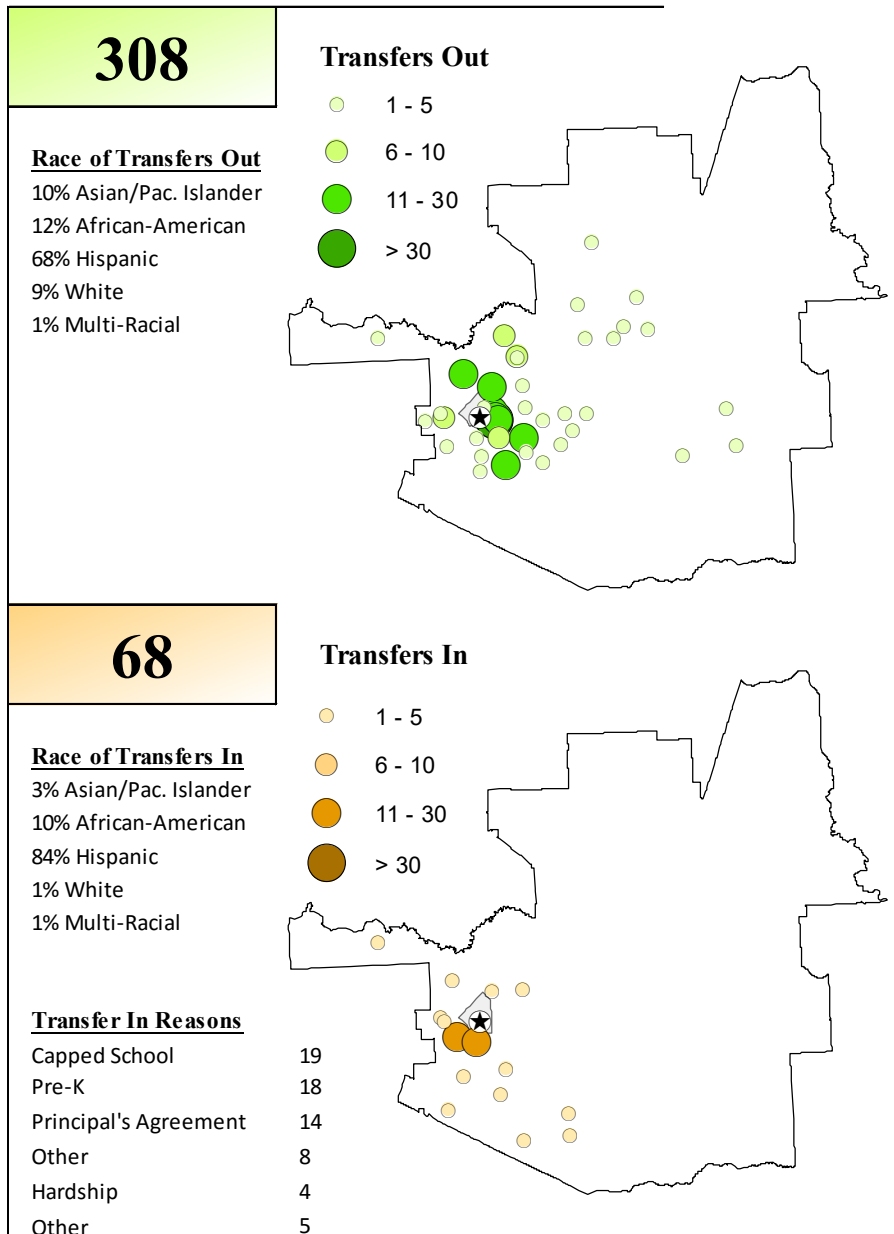 308
Transfers Out
1 - 5
6 - 10
11 - 30
> 30
Race of Transfers Out
10% Asian/Pac. Islander
12% African-American
68% Hispanic
9% White
1% Multi-Racial
68
Transfers In
1 - 5
6 - 10
11 - 30
> 30
Race of Transfers In
3% Asian/Pac. Islander
10% African-American
84% Hispanic
1% White
1% Multi-Racial
Transfer In Reasons
Capped School 19
Pre-K 18
Principal's Agreement 14
Other 8
Hardship 4
Other 5